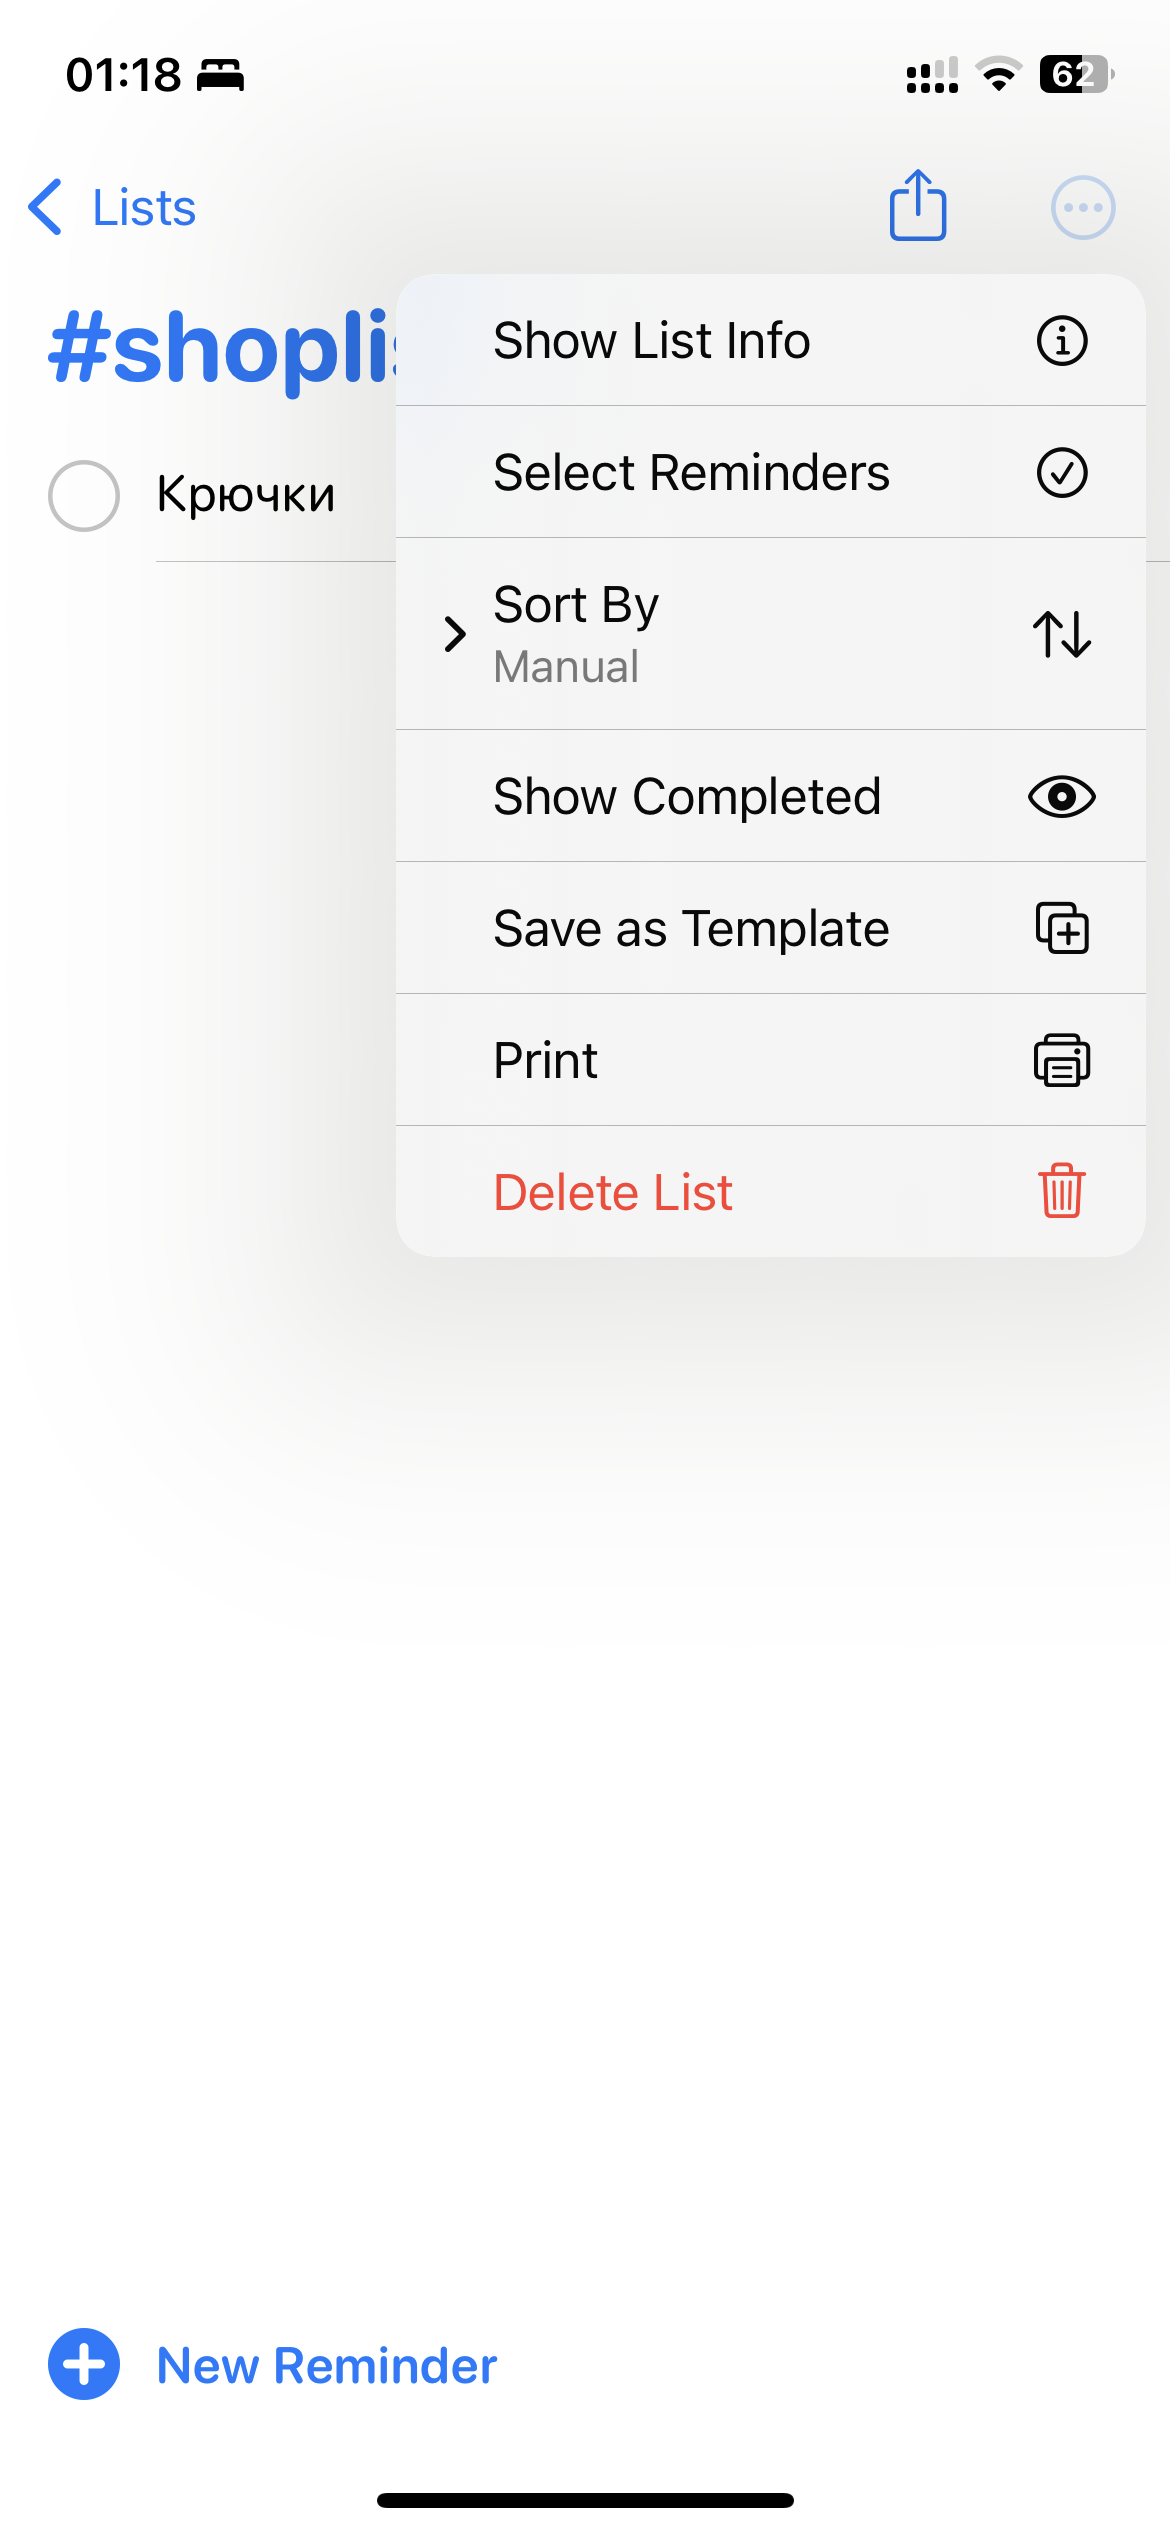 01:18
62
Lists
#shopli
Show List Info
Select Reminders
Крючки
Sort By
Manual
Show Completed
Save as Template
Print
Delete List
New Reminder